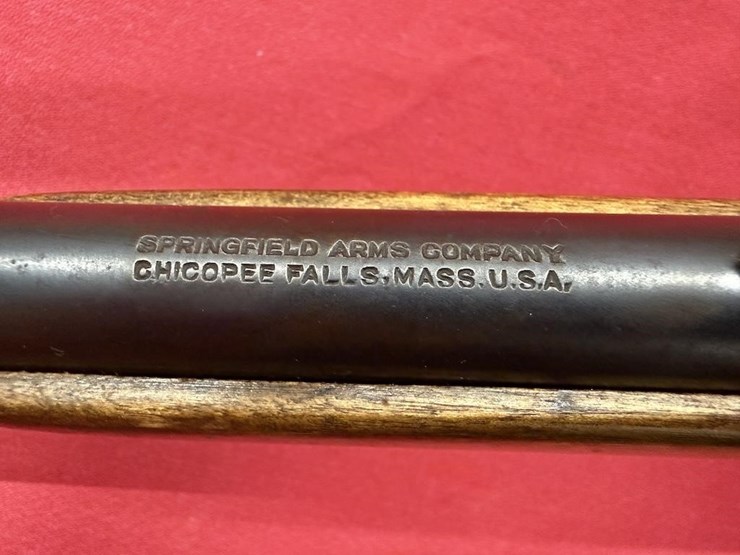 SPRINGFIELD ARMS COMPANY
CHICOPEE FALLS, MASS. U.S.A.